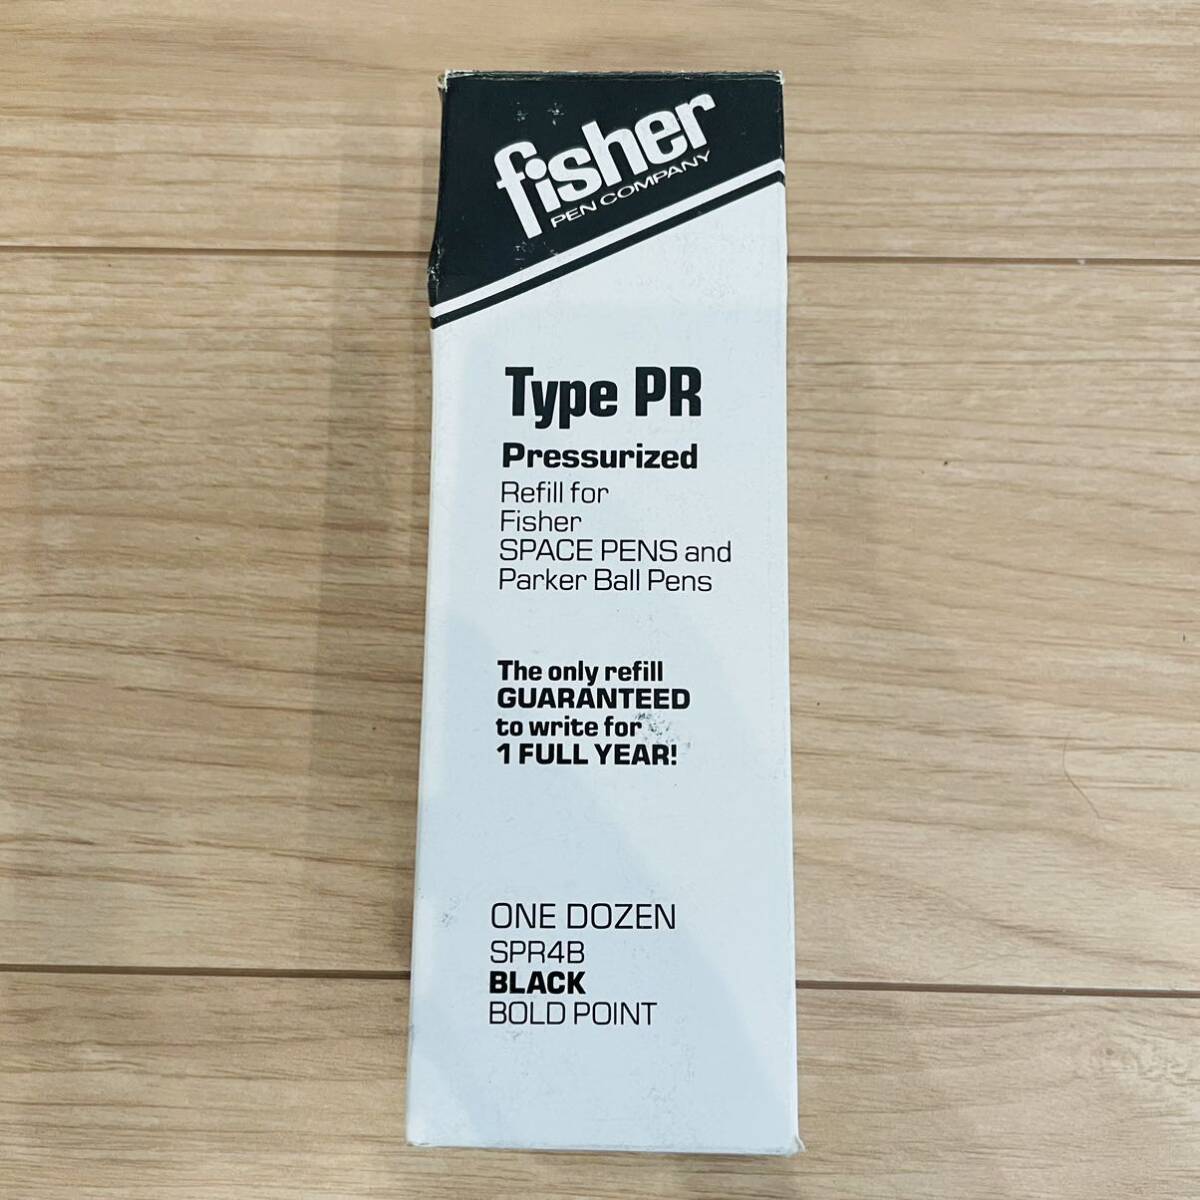 fisher
PEN COMPANY
Type PR
Pressurized
Refill for
Fisher
SPACE PENS and
Parker Ball Pens
The only refill
GUARANTEED
to write for
1 FULL YEAR!
ONE DOZEN
SPR4B
BLACK
BOLD POINT